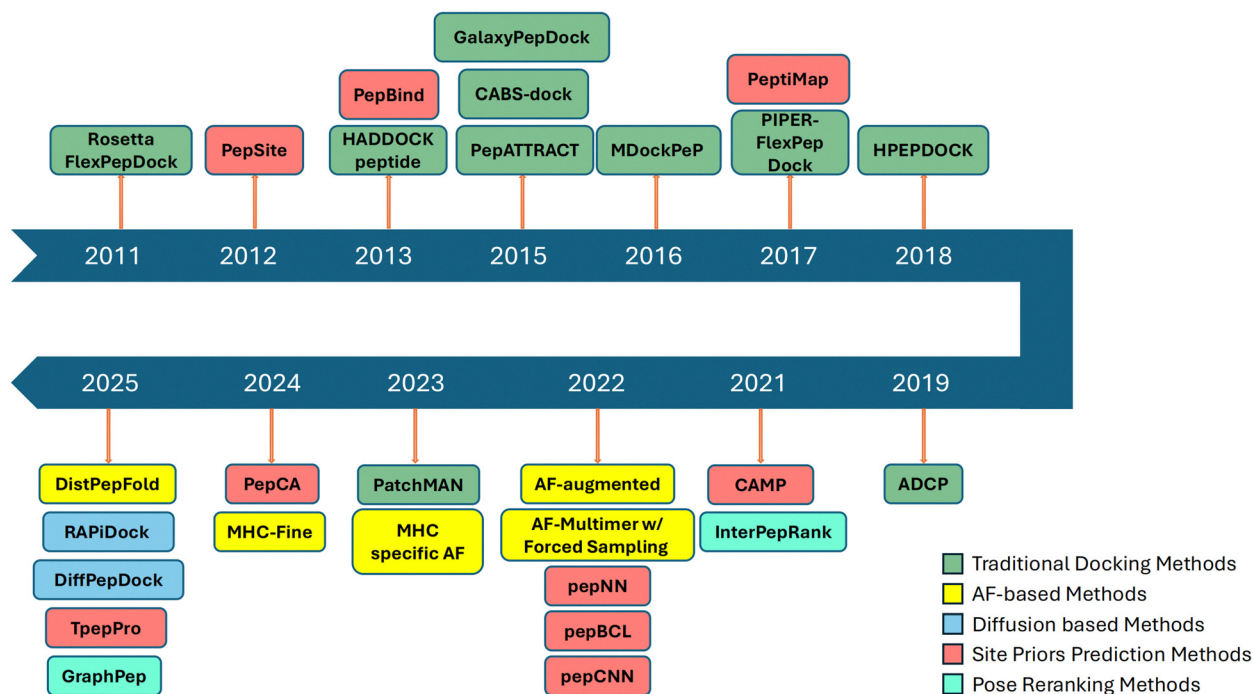 GalaxyPepDock
PepBind
CABS-dock
PeptiMap
Rosetta
FlexPepDock
PepSite
HADDOCK
peptide
PepATTRACT
MDockPeP
PIPER-
FlexPep
Dock
HPEPDOCK
2011
2012
2013
2015
2016
2017
2018
2025
2024
2023
2022
2021
2019
DistPepFold
RAPiDock
DiffPepDock
TpepPro
GraphPep
PepCA
MHC-Fine
PatchMAN
MHC
specific AF
AF-augmented
AF-Multimer w/
Forced Sampling
pepNN
pepBCL
pepCNN
CAMP
InterPepRank
ADCP
Traditional Docking Methods
AF-based Methods
Diffusion based Methods
Site Priors Prediction Methods
Pose Reranking Methods